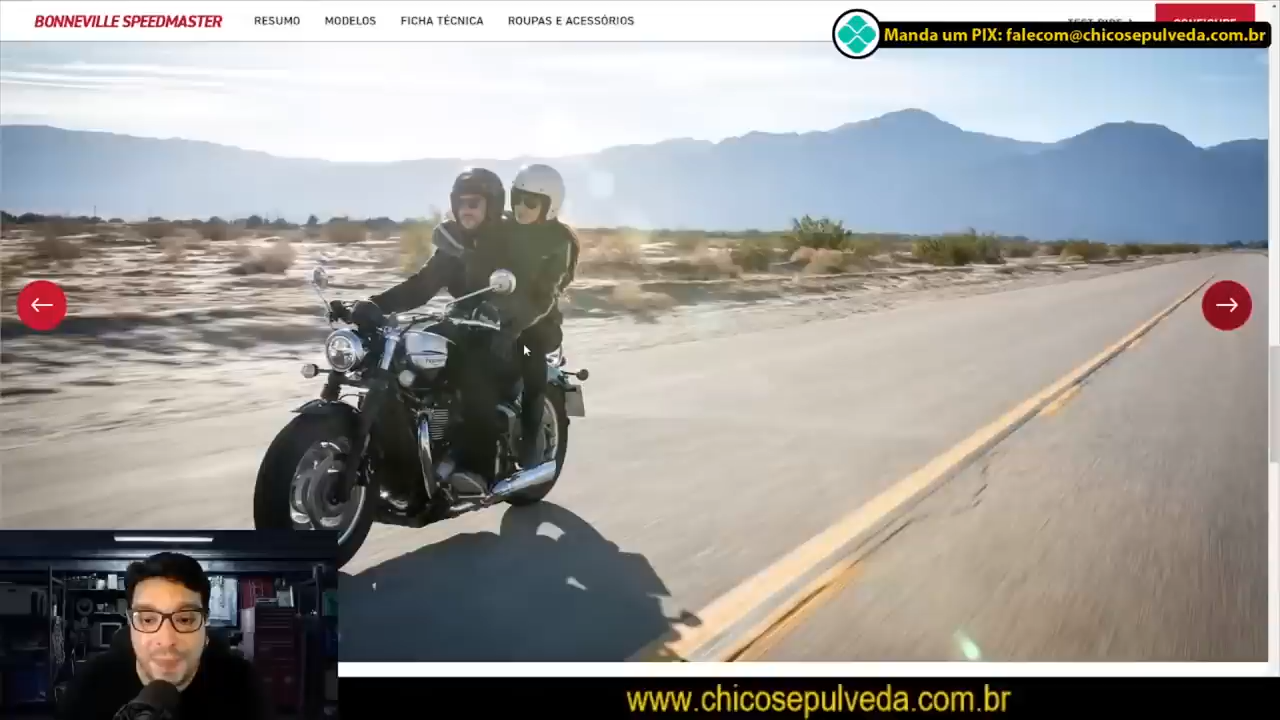 BONNEVILLE SPEEDMASTER
RESUMO
MODELOS
FICHA TÉCNICA
ROUPAS E ACESSÓRIOS
Manda um PIX: falecom@chicosepulveda.com.br
www.chicosepulveda.com.br